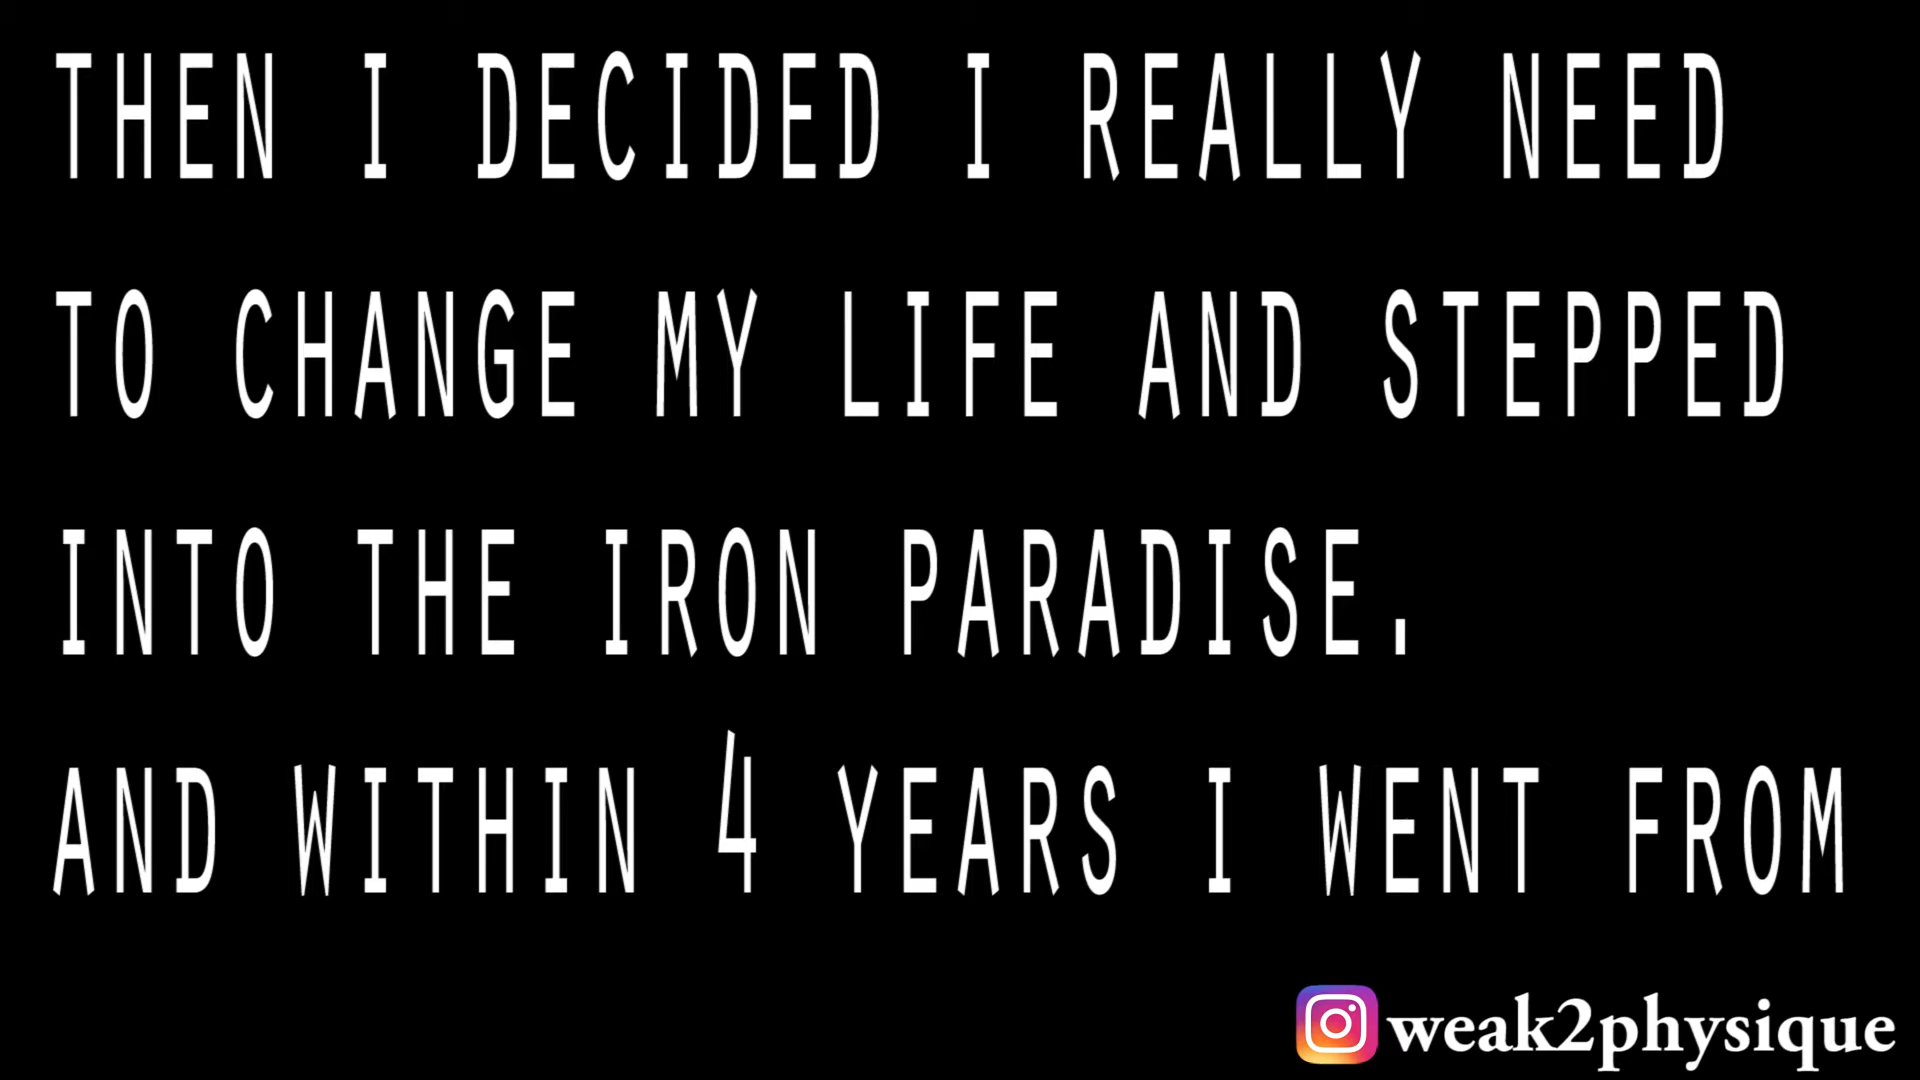 THEN I DECIDED I REALLY NEED
TO CHANGE MY LIFE AND STEPPED
INTO THE IRON PARADISE.
AND WITHIN 4 YEARS I WENT FROM
weak2physique